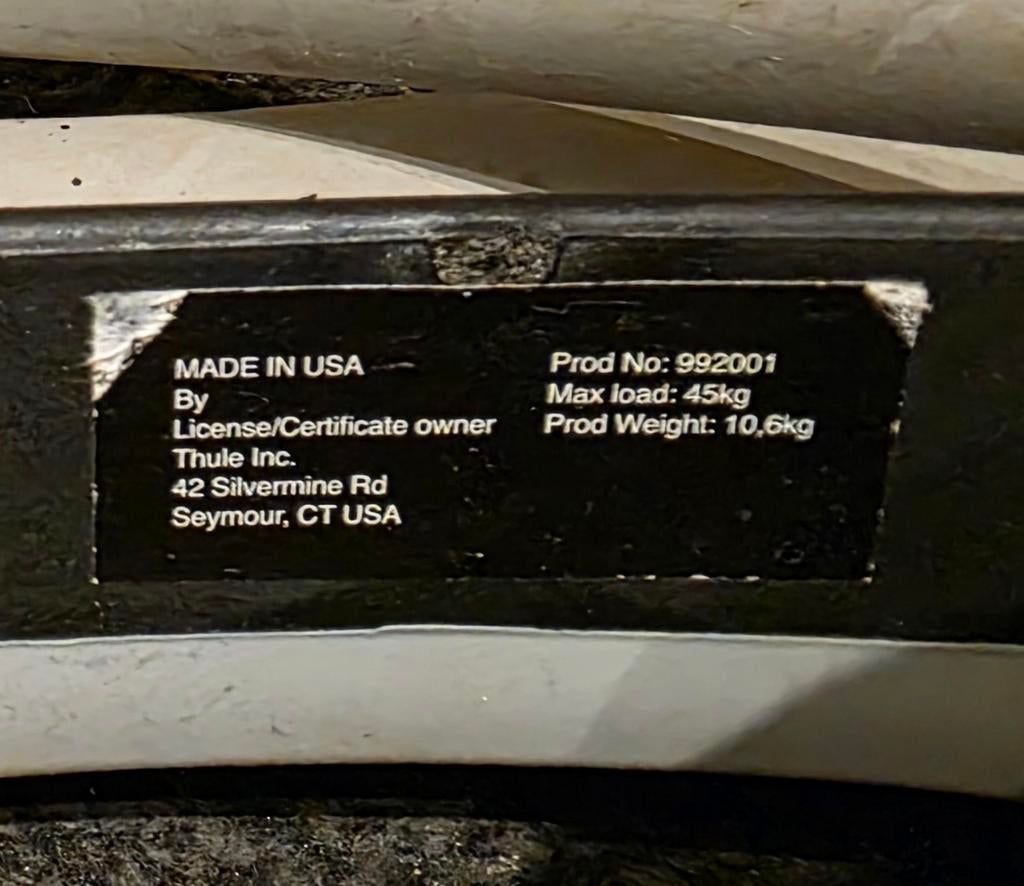 MADE IN USA
By
License/Certificate owner
Thule Inc.
42 Silvermine Rd
Seymour, CT USA
Prod No: 992001
Max load: 45kg
Prod Weight: 10,6kg